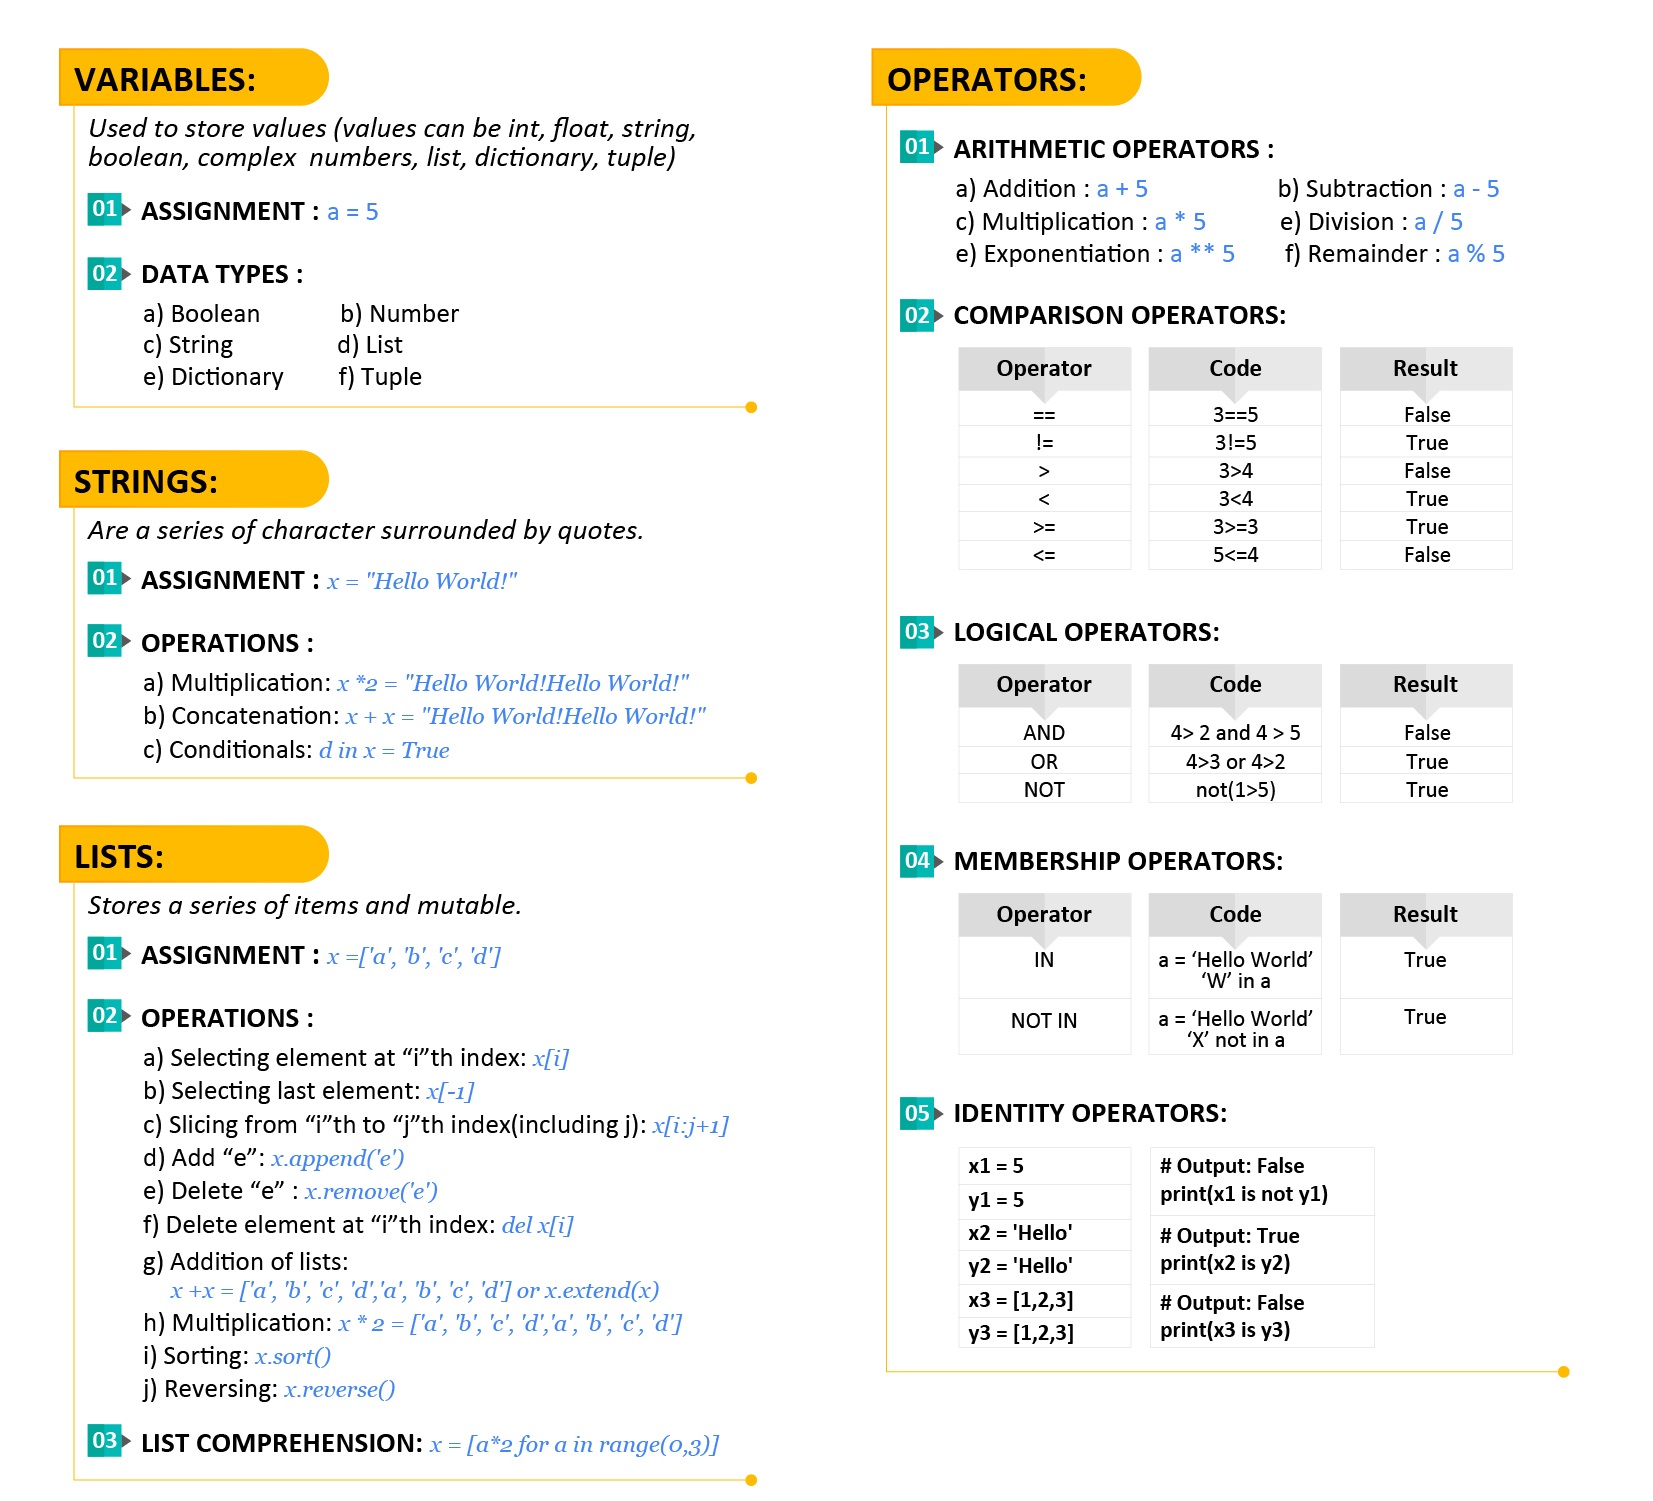 VARIABLES:
Used to store values (values can be int, float, string,
boolean, complex  numbers, list, dictionary, tuple)
01 ASSIGNMENT : a = 5
02 DATA TYPES :
a) Boolean b) Number
c) String d) List
e) Dictionary f) Tuple
STRINGS:
Are a series of character surrounded by quotes.
01 ASSIGNMENT : x = "Hello World!"
02 OPERATIONS :
a) Multiplication: x *2 = "Hello World!Hello World!"
b) Concatenation: x + x = "Hello World!Hello World!"
c) Conditionals: d in x = True
LISTS:
Stores a series of items and mutable.
01 ASSIGNMENT : x =['a', 'b', 'c', 'd']
02 OPERATIONS :
a) Selecting element at “i”th index: x[i]
b) Selecting last element: x[-1]
c) Slicing from “i”th to “j”th index(including j): x[i:j+1]
d) Add “e”: x.append('e')
e) Delete “e” : x.remove('e')
f) Delete element at “i”th index: del x[i]
g) Addition of lists:
x +x = ['a', 'b', 'c', 'd','a', 'b', 'c', 'd'] or x.extend(x)
h) Multiplication: x * 2 = ['a', 'b', 'c', 'd','a', 'b', 'c', 'd']
i) Sorting: x.sort()
j) Reversing: x.reverse()
03 LIST COMPREHENSION: x = [a*2 for a in range(0,3)]
OPERATORS:
01 ARITHMETIC OPERATORS :
a) Addition : a + 5 b) Subtraction : a - 5
c) Multiplication : a * 5 e) Division : a / 5
e) Exponentiation : a ** 5 f) Remainder : a % 5
02 COMPARISON OPERATORS:
Operator Code Result
== 3==5 False
!= 3!=5 True
> 3>4 False
< 3<4 True
>= 3>=3 True
<= 5<=4 False
03 LOGICAL OPERATORS:
Operator Code Result
AND 4> 2 and 4 > 5 False
OR 4>3 or 4>2 True
NOT not(1>5) True
04 MEMBERSHIP OPERATORS:
Operator Code Result
IN a = ‘Hello World’ True
‘W’ in a
NOT IN a = ‘Hello World’ True
‘X’ not in a
05 IDENTITY OPERATORS:
x1 = 5
y1 = 5
x2 = 'Hello'
y2 = 'Hello'
x3 = [1,2,3]
y3 = [1,2,3]
# Output: False
print(x1 is not y1)
# Output: True
print(x2 is y2)
# Output: False
print(x3 is y3)